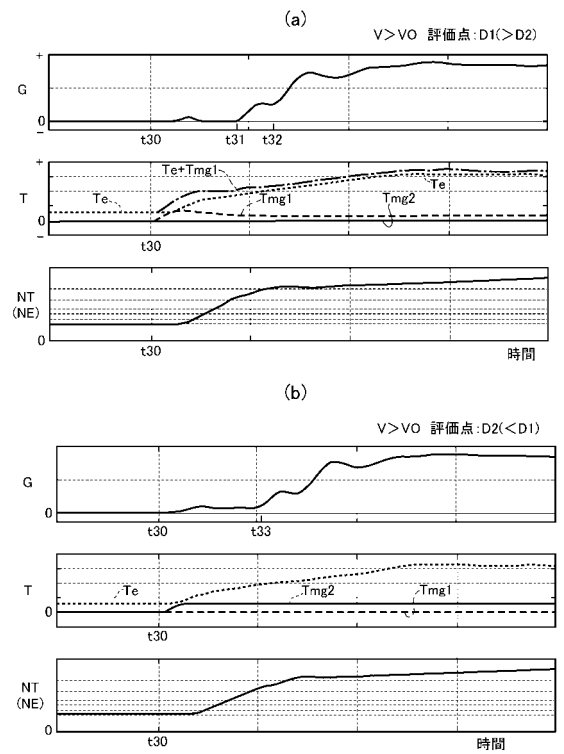 (a)
V>VO 評価点:D1(>D2)
+
G
0
−
t30 t31 t32
+
Te+Tmg1
Te
T
Te Tmg1 Tmg2
0
−
t30
NT
(NE)
0
t30 時間
(b)
V>VO 評価点:D2(<D1)
G
0
t30 t33
T
Te Tmg2 Tmg1
0
t30
NT
(NE)
0
t30 時間